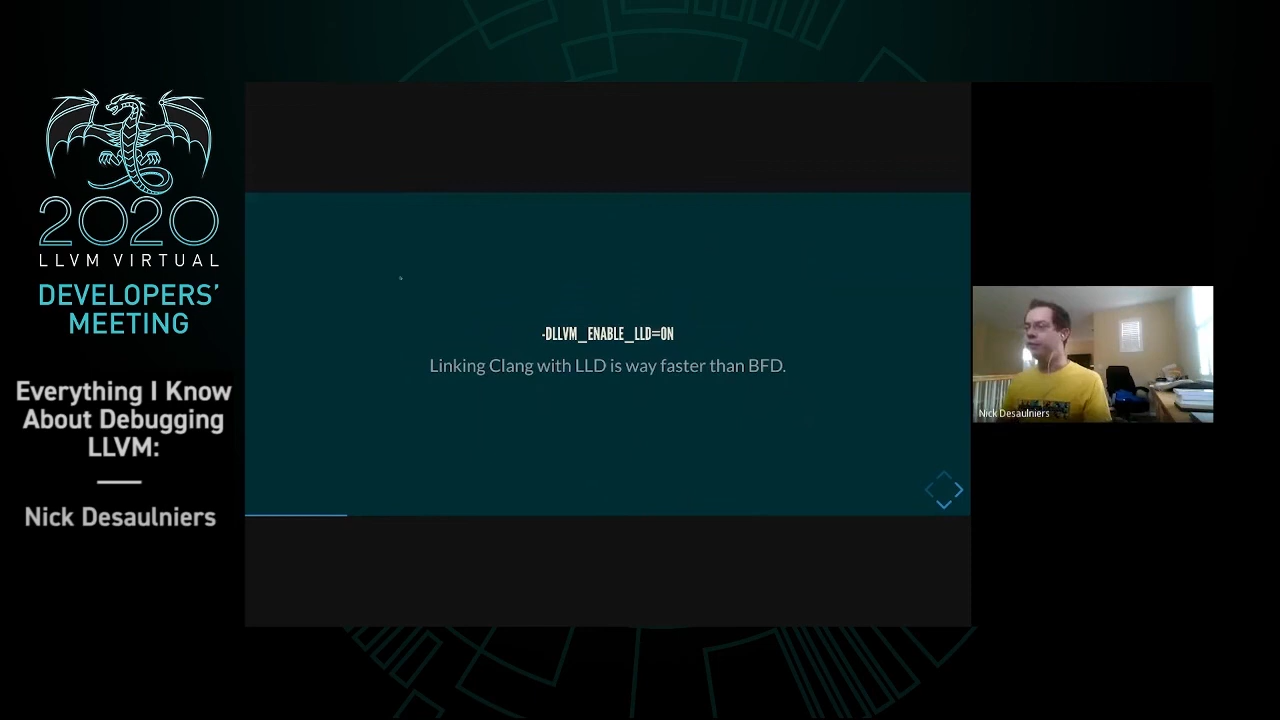 2020
LLVM VIRTUAL
DEVELOPERS’
MEETING
Everything I Know
About Debugging
LLVM:
Nick Desaulniers
-DLLVM_ENABLE_LLD=ON
Linking Clang with LLD is way faster than BFD.
Nick Desaulniers